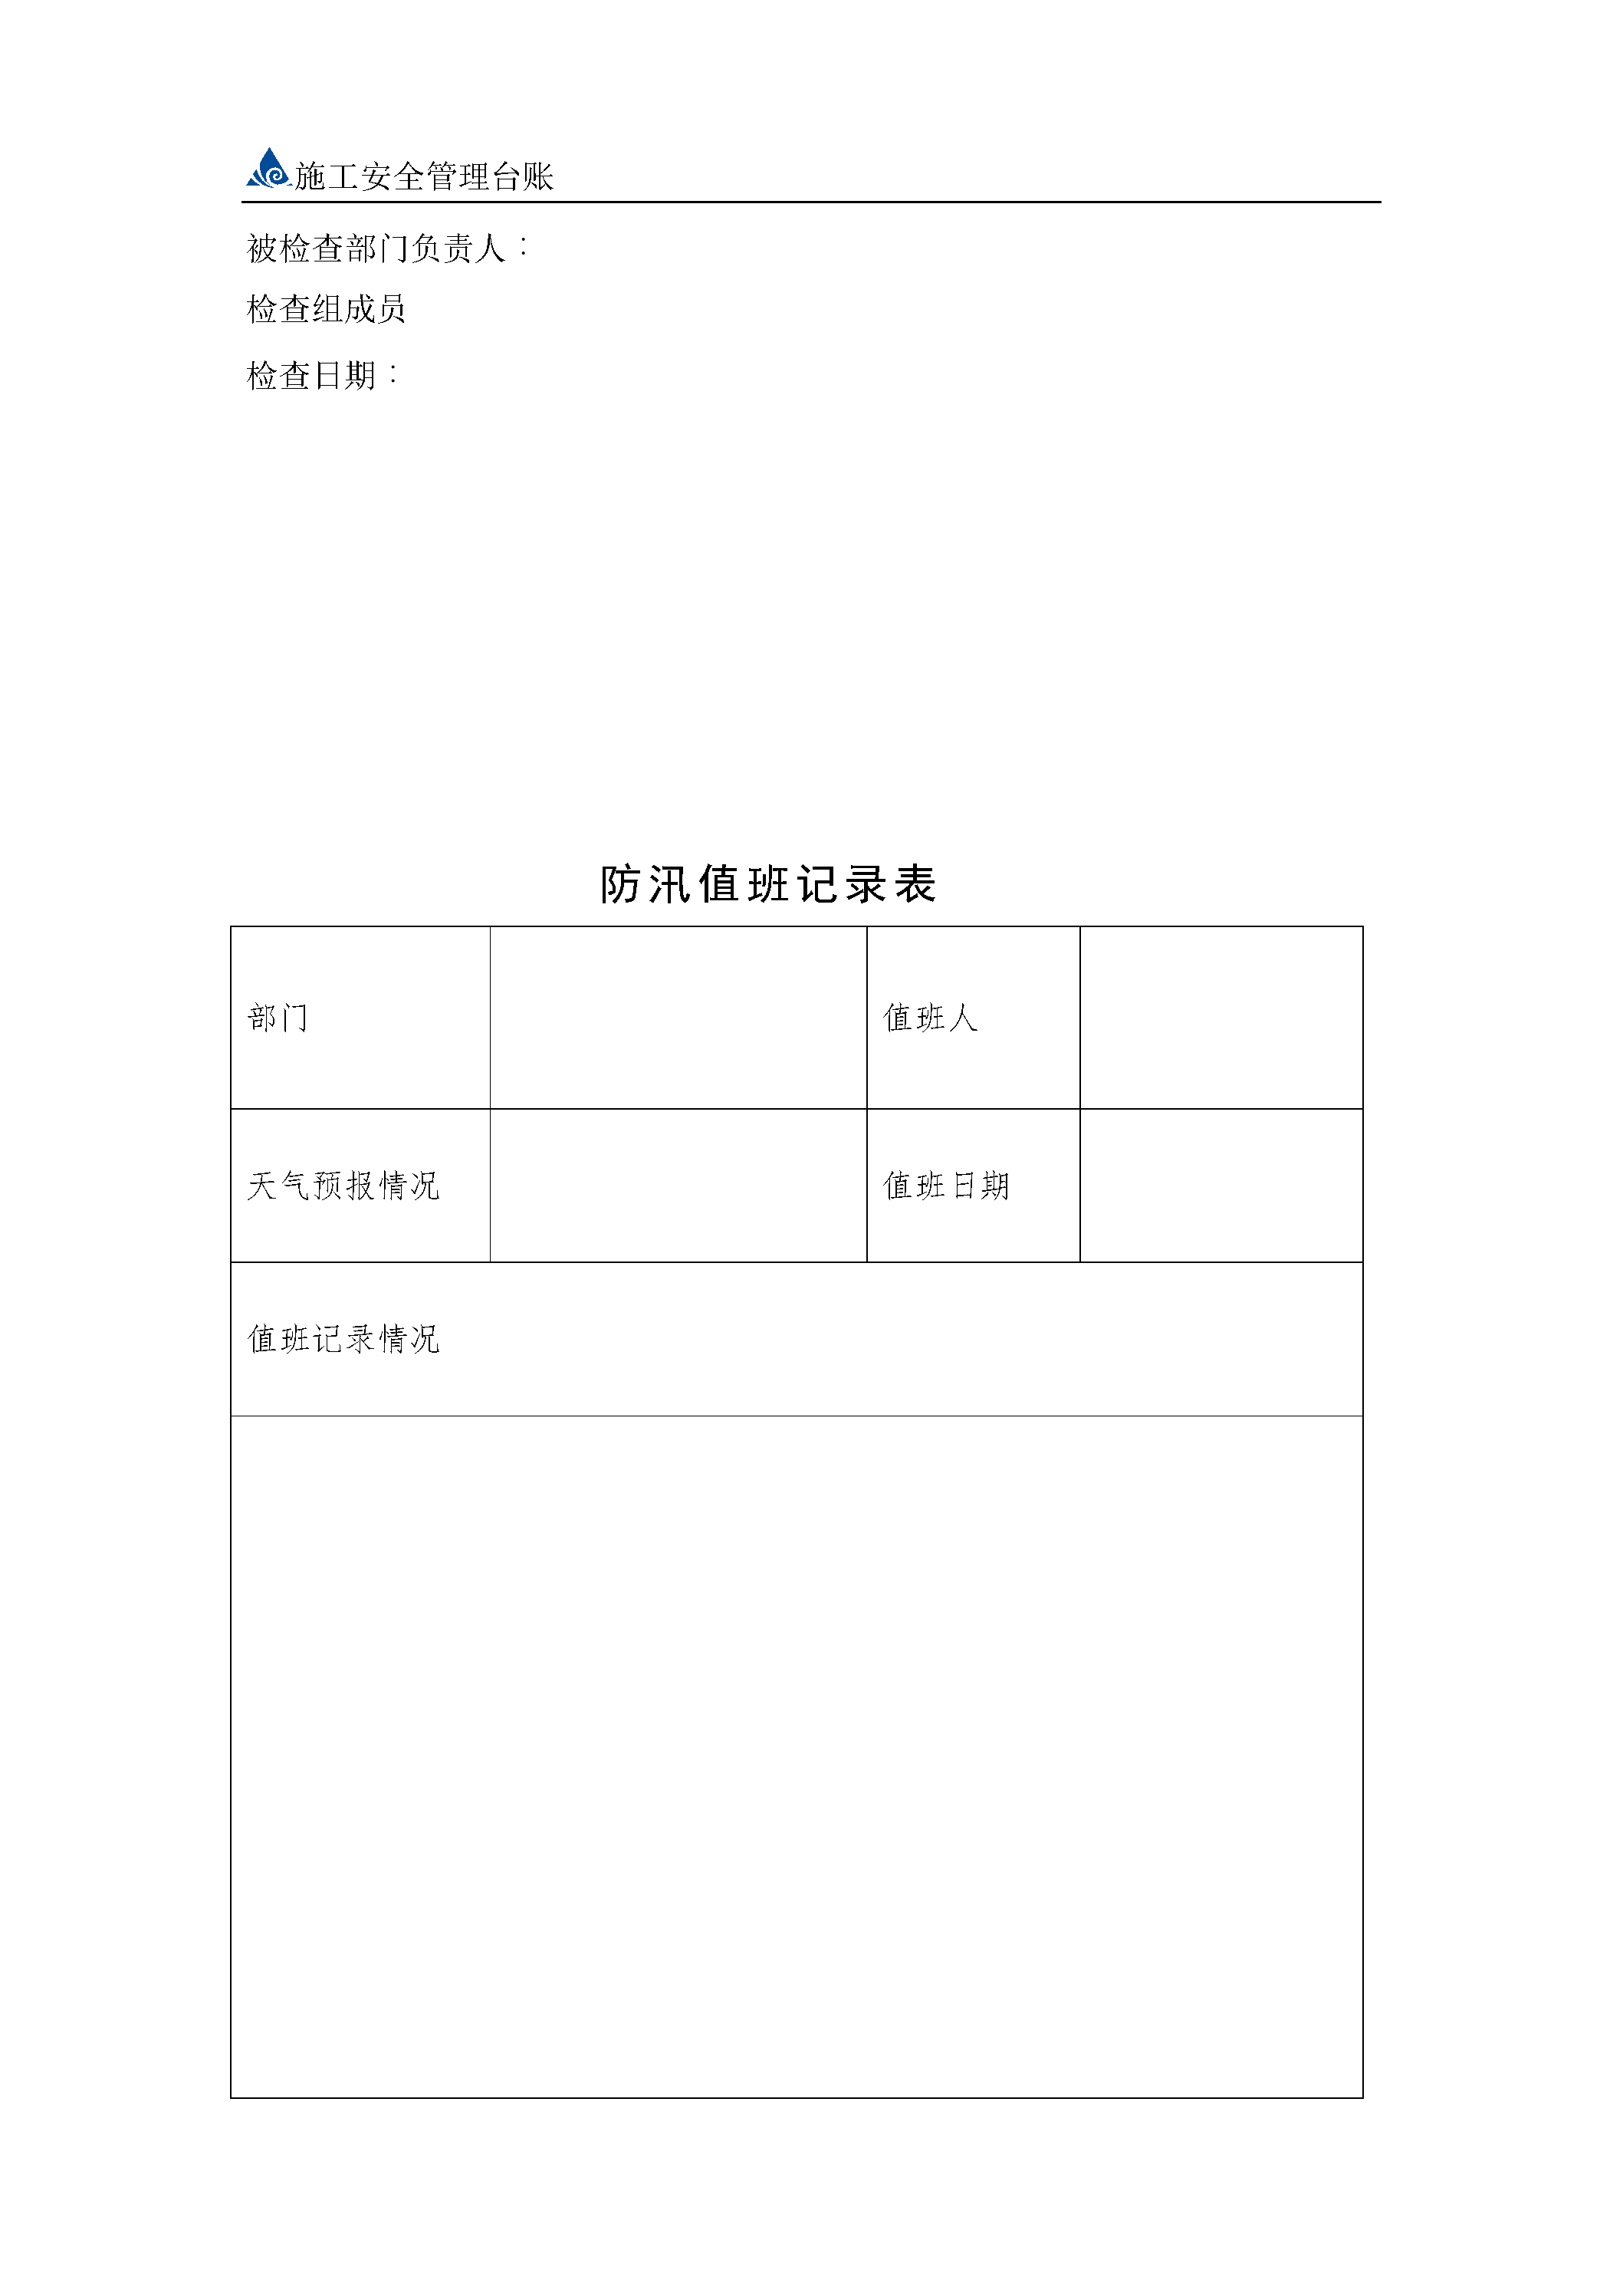 施工安全管理台账
被检查部门负责人：
检查组成员
检查日期：
防汛值班记录表
部门 值班人
天气预报情况 值班日期
值班记录情况